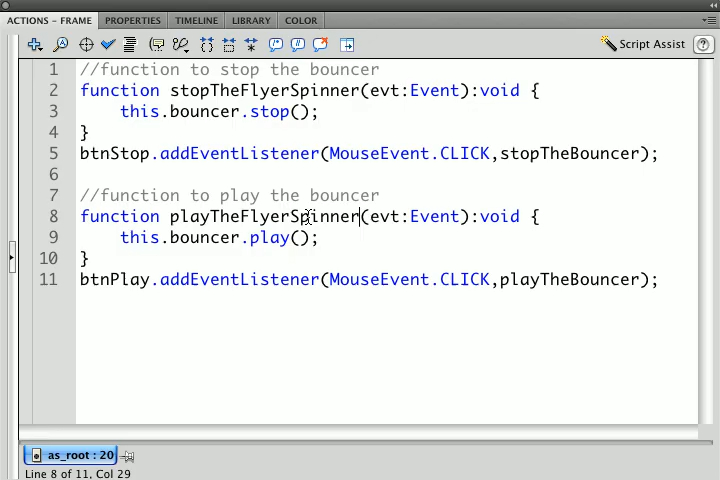 ACTIONS – FRAME PROPERTIES TIMELINE LIBRARY COLOR
Script Assist ?
1 //function to stop the bouncer
2 function stopTheFlyerSpinner(evt:Event):void {
3 this.bouncer.stop();
4 }
5 btnStop.addEventListener(MouseEvent.CLICK,stopTheBouncer);
6
7 //function to play the bouncer
8 function playTheFlyerSpinner(evt:Event):void {
9 this.bouncer.play();
10 }
11 btnPlay.addEventListener(MouseEvent.CLICK,playTheBouncer);
as_root : 20
Line 8 of 11, Col 29